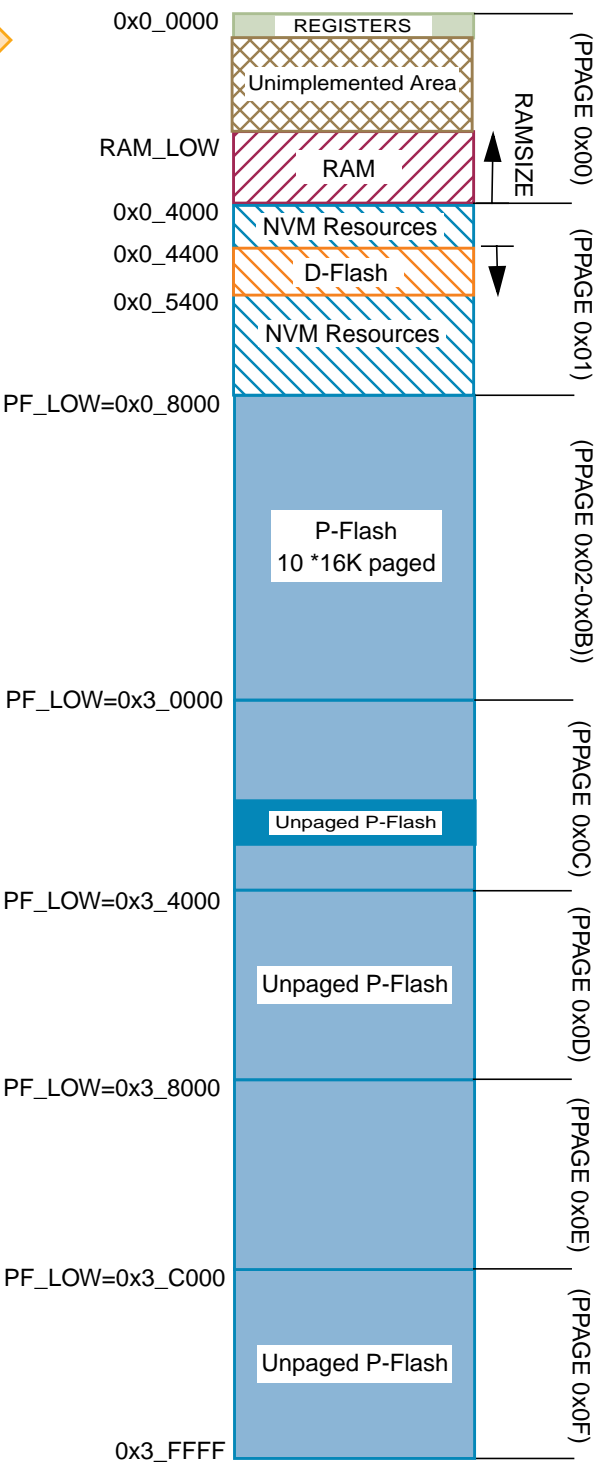 0x0_0000
REGISTERS
(PPAGE 0x00)
Unimplemented Area
RAMSIZE
RAM_LOW
RAM
0x0_4000
NVM Resources
(PPAGE 0x01)
0x0_4400
D-Flash
0x0_5400
NVM Resources
PF_LOW=0x0_8000
P-Flash
10 *16K paged
(PPAGE 0x02-0x0B))
PF_LOW=0x3_0000
(PPAGE 0x0C)
Unpaged P-Flash
PF_LOW=0x3_4000
(PPAGE 0x0D)
Unpaged P-Flash
PF_LOW=0x3_8000
(PPAGE 0x0E)
PF_LOW=0x3_C000
(PPAGE 0x0F)
Unpaged P-Flash
0x3_FFFF